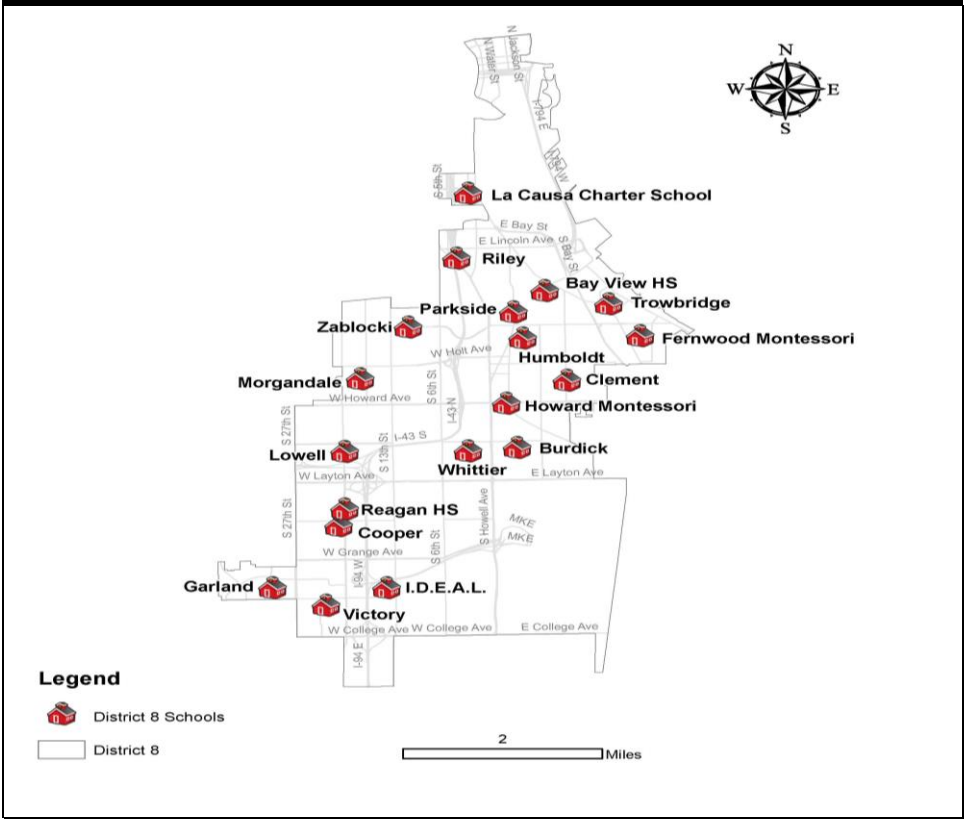 N Jackson St
N Water St
N
W E
S
I-794 E
I-794 W
S 5th St
La Causa Charter School
E Bay St
E Lincoln Ave
S Bay St
Riley
Bay View HS
Trowbridge
Parkside
Zablocki
Fernwood Montessori
Humboldt
W Holt Ave
Morgandale
Clement
S 6th St
W Howard Ave
I-43 N
Howard Montessori
S 27th St
I-43 S
S 13th St
Lowell
Burdick
Whittier
W Layton Ave
E Layton Ave
Reagan HS
S 27th St
S Howell Ave
MKE
Cooper
MKE
S 6th St
W Grange Ave
I-94 W
Garland
I.D.E.A.L.
Victory
W College Ave W College Ave E College Ave
I-94 E
Legend
District 8 Schools
District 8
2
Miles